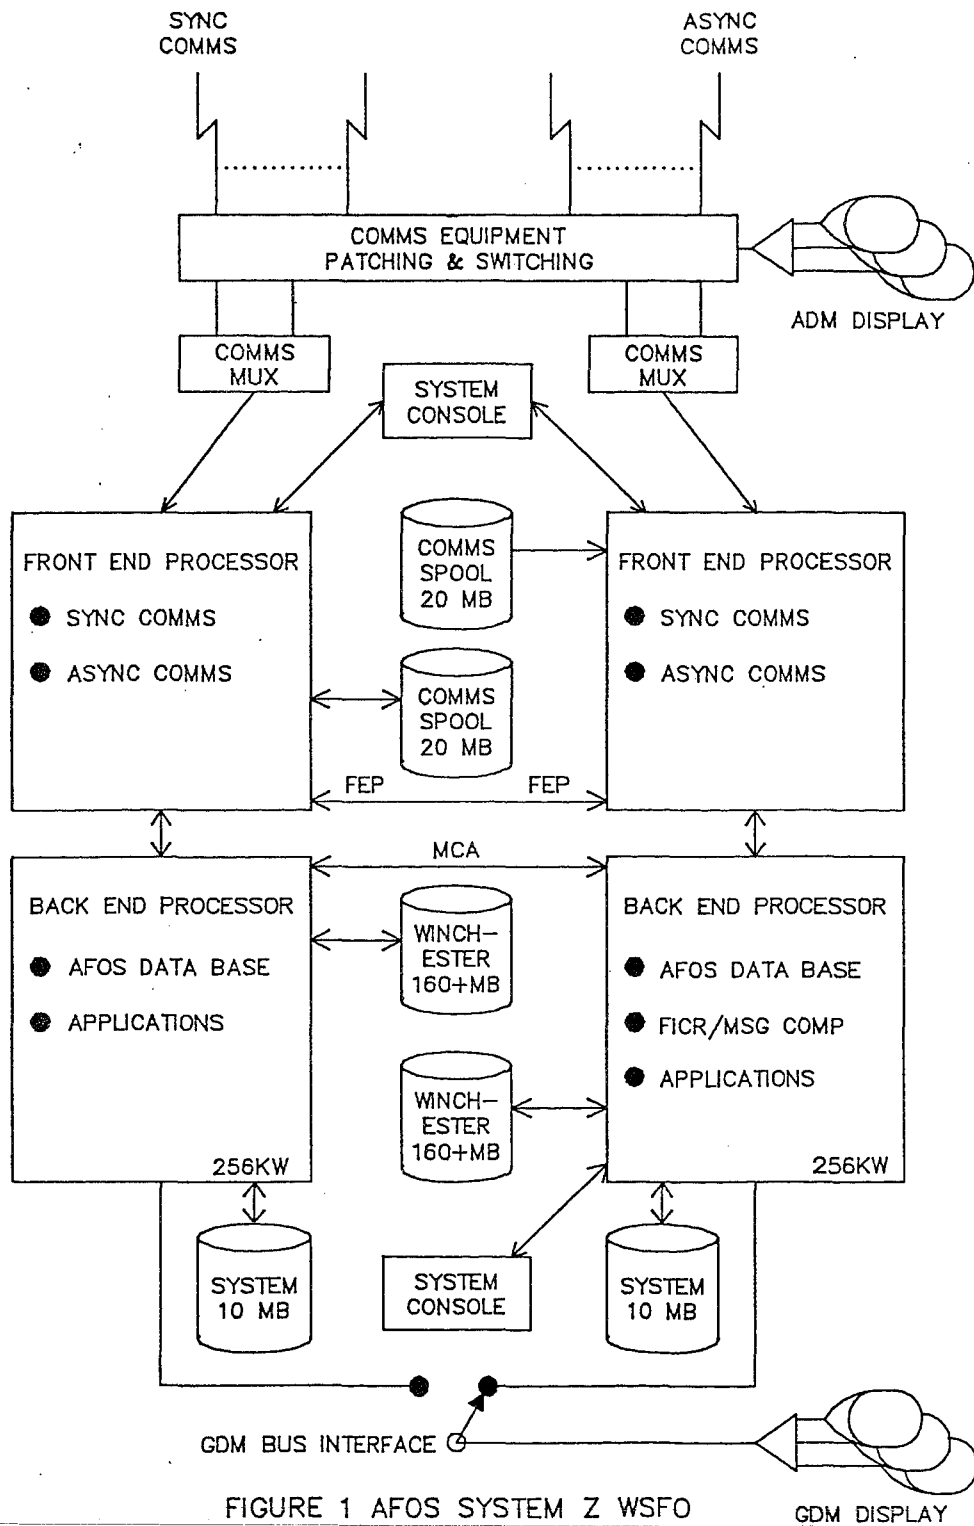 SYNC
COMMS
ASYNC
COMMS
COMMS EQUIPMENT
PATCHING & SWITCHING
ADM DISPLAY
COMMS
MUX
COMMS
MUX
SYSTEM
CONSOLE
FRONT END PROCESSOR
SYNC COMMS
ASYNC COMMS
COMMS
SPOOL
20 MB
COMMS
SPOOL
20 MB
FRONT END PROCESSOR
SYNC COMMS
ASYNC COMMS
FEP
FEP
MCA
BACK END PROCESSOR
AFOS DATA BASE
APPLICATIONS
256KW
WINCH-
ESTER
160+MB
WINCH-
ESTER
160+MB
BACK END PROCESSOR
AFOS DATA BASE
FICR/MSG COMP
APPLICATIONS
256KW
SYSTEM
10 MB
SYSTEM
CONSOLE
SYSTEM
10 MB
GDM BUS INTERFACE
GDM DISPLAY
FIGURE 1 AFOS SYSTEM Z WSFO